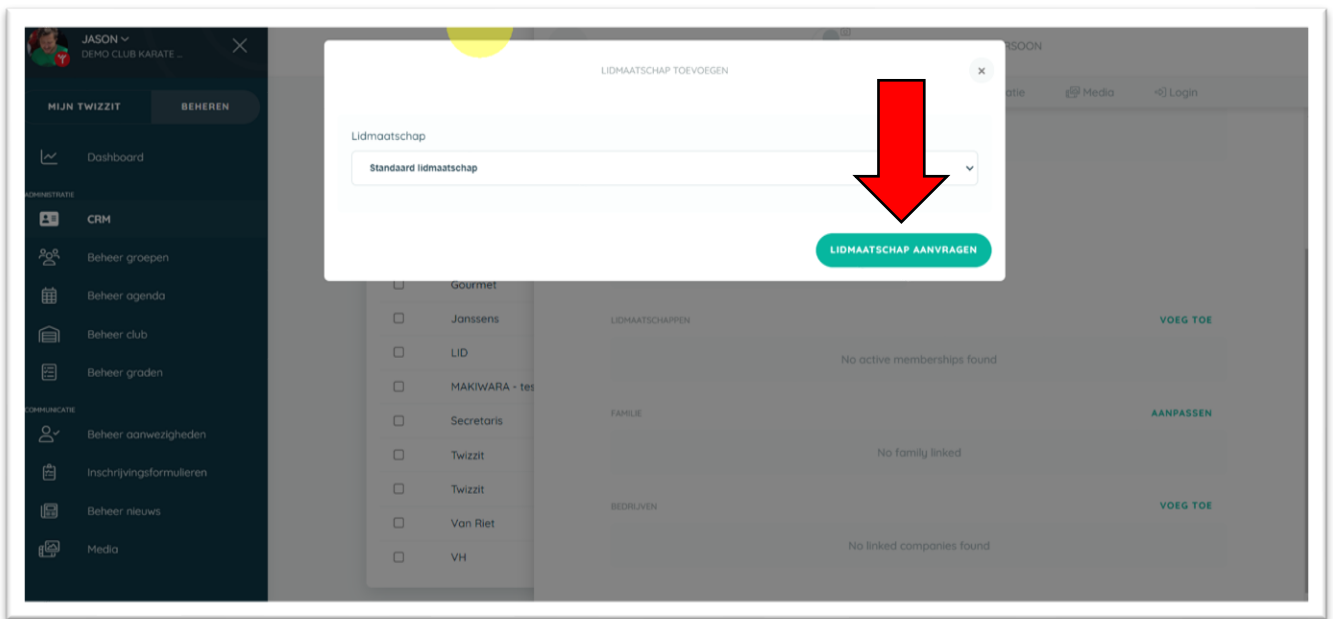 JASON
DEMO CLUB KARATE ...
MIJN TWIZZIT
BEHEREN
Dashboard
ADMINISTRATIE
CRM
Beheer groepen
Beheer agenda
Beheer club
Beheer graden
COMMUNICATIE
Beheer aanwezigheden
Inschrijvingsformulieren
Beheer nieuws
Media
LIDMAATSCHAP TOEVOEGEN
Lidmaatschap
Standaard lidmaatschap
LIDMAATSCHAP AANVRAGEN
Media
Login
Gourmet
Janssens
LID
MAKIWARA - tes
Secretaris
Twizzit
Twizzit
Van Riet
VH
LIDMAATSCHAPPEN
VOEG TOE
No active memberships found
FAMILIE
AANPASSEN
No family linked
BEDRIJVEN
VOEG TOE
No linked companies found